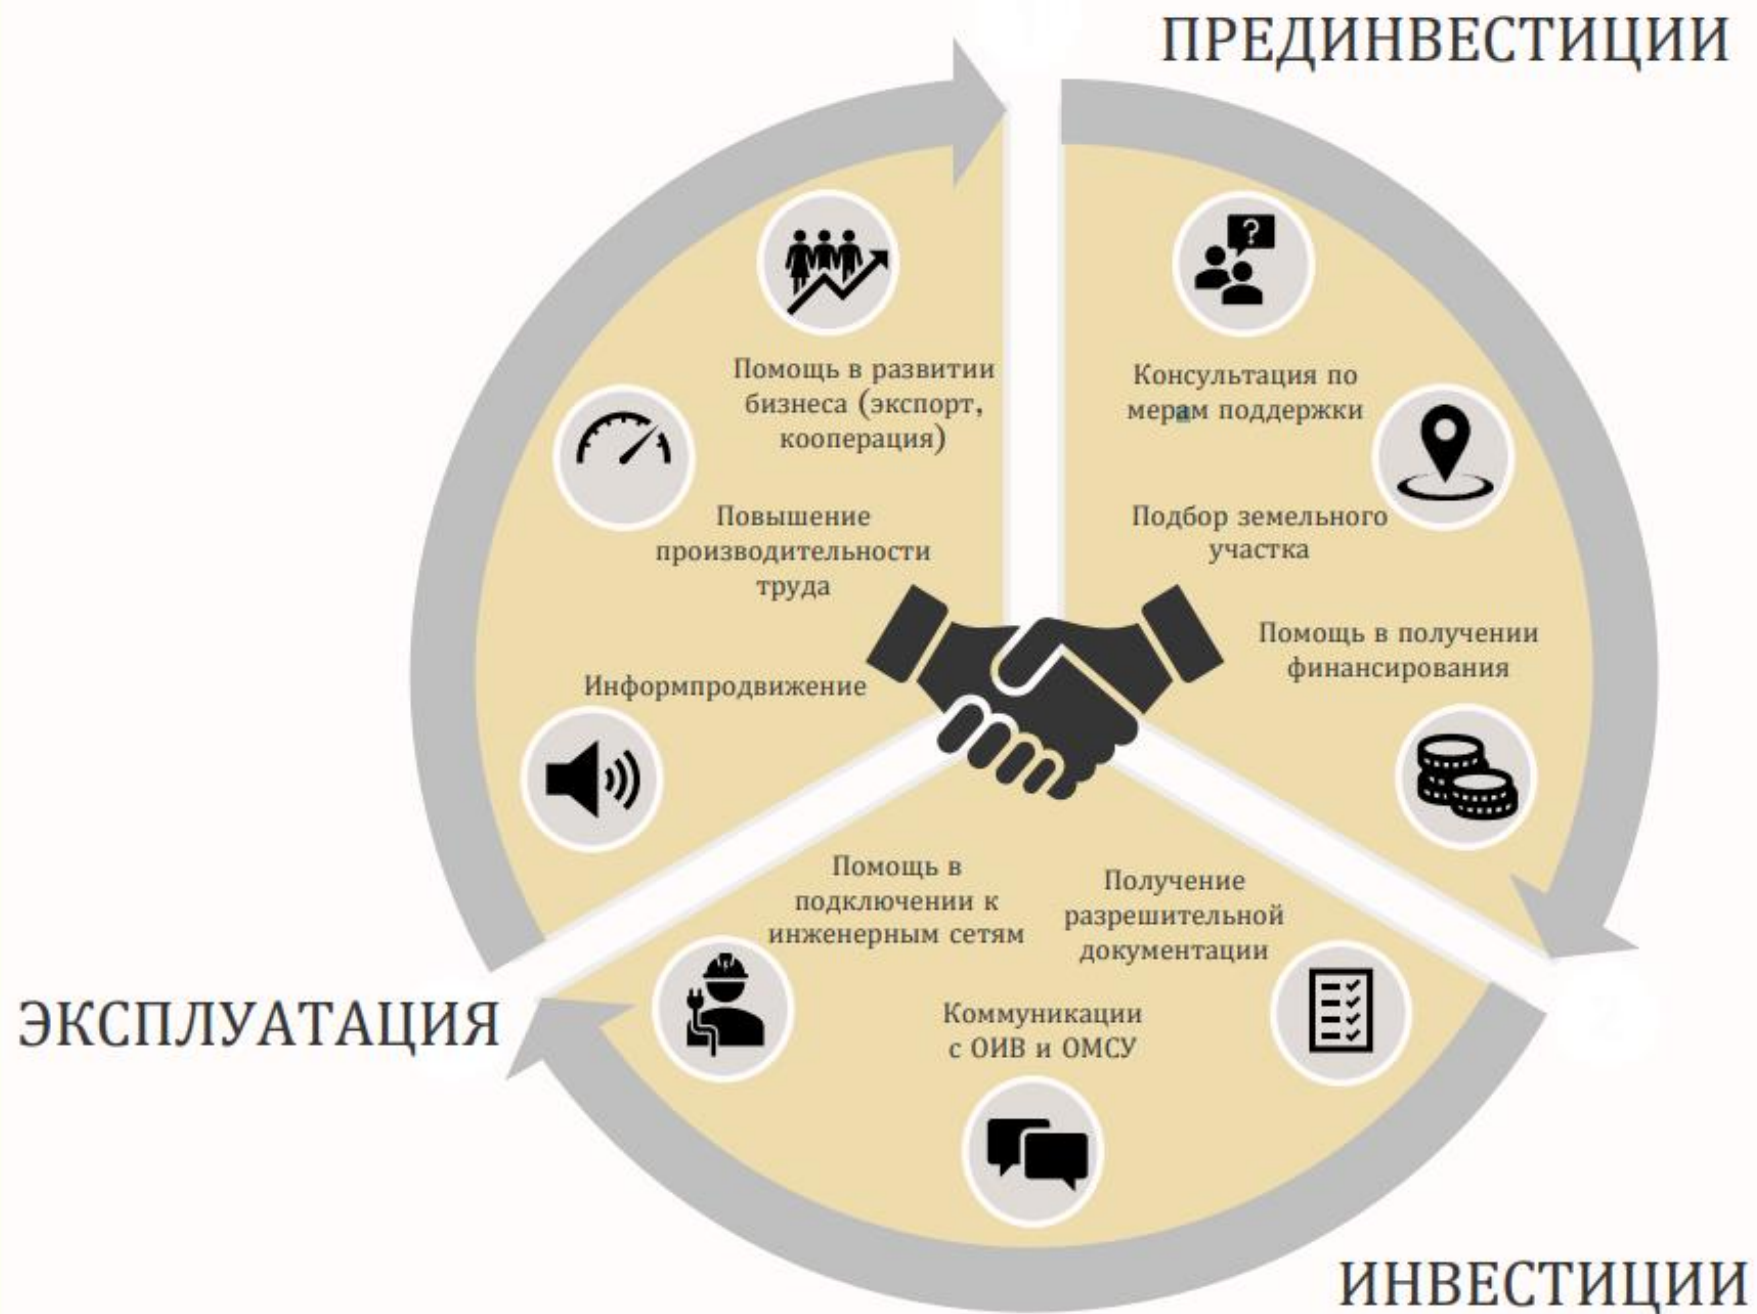 ПРЕДИНВЕСТИЦИИ
?
Консультация по
мерам поддержки
Подбор земельного
участка
Помощь в получении
финансирования
Помощь в развитии
бизнеса (экспорт,
кооперация)
Повышение
производительности
труда
Информпродвижение
Помощь в
подключении к
инженерным сетям
Получение
разрешительной
документации
Коммуникации
с ОИВ и ОМСУ
ЭКСПЛУАТАЦИЯ
ИНВЕСТИЦИИ